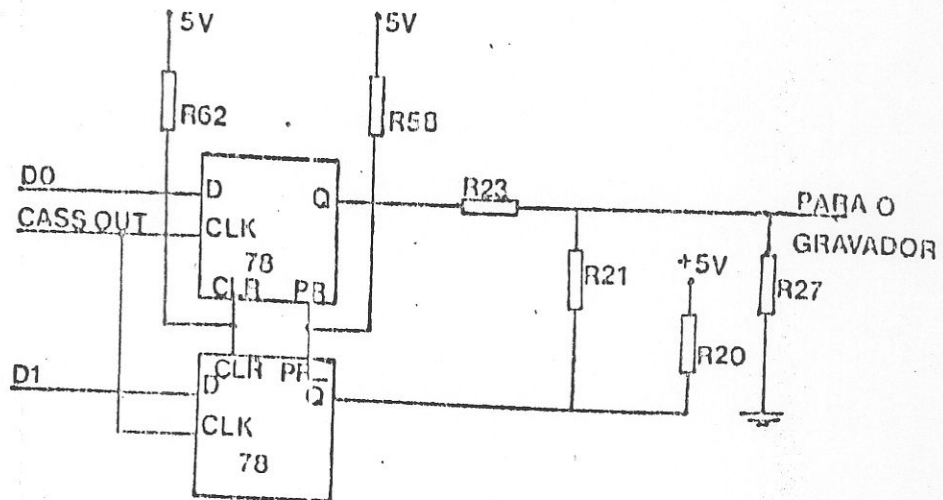 5V
5V
R62
R58
D0
D
Q
R23
PARA O
GRAVADOR
CASS OUT
CLK
78
R21
+5V
R27
CLR
PR
R20
CLR
PR
D1
D
Q̅
CLK
78